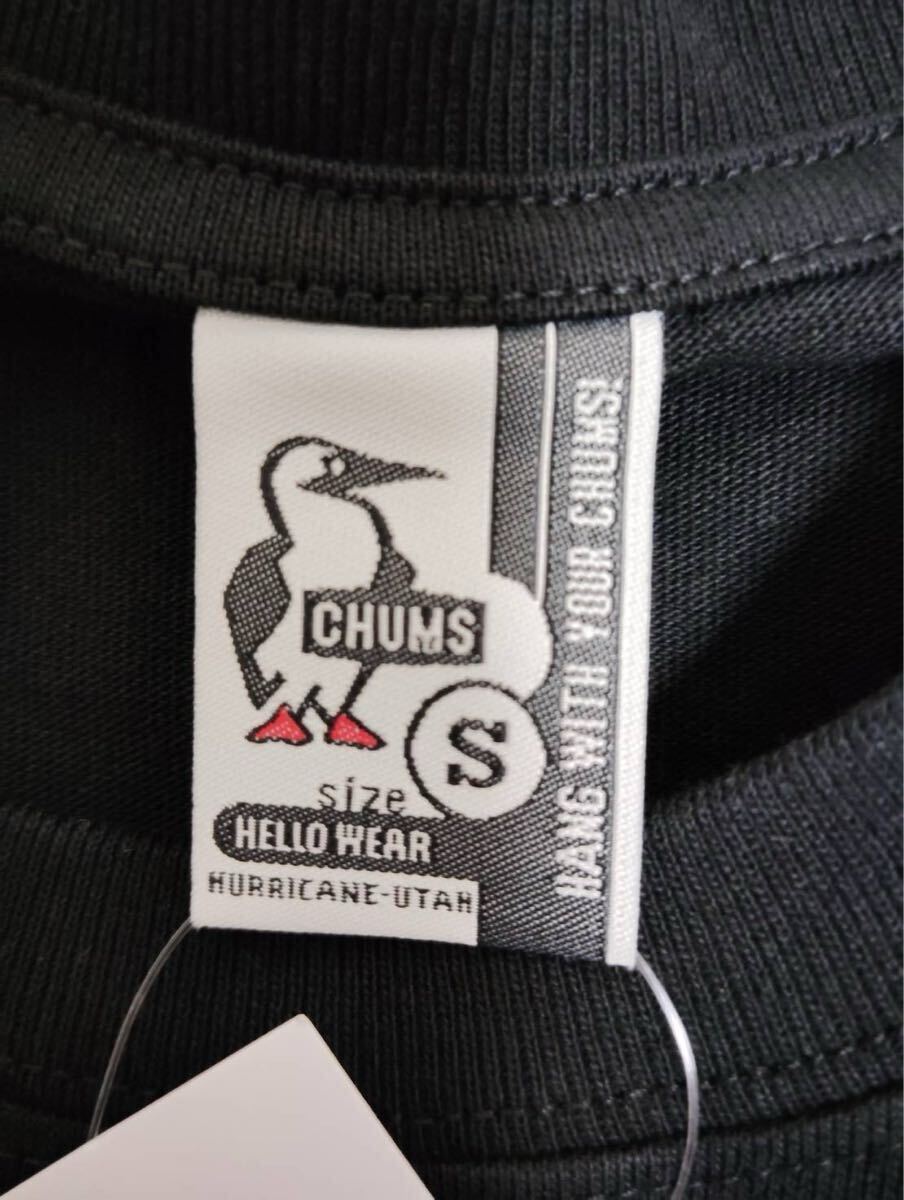 CHUMS
S
size
HELLO WEAR
HURRICANE-UTAH
HANG WITH YOUR CHUMS!